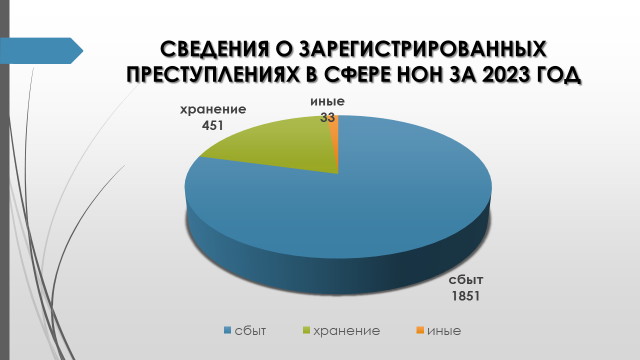 СВЕДЕНИЯ О ЗАРЕГИСТРИРОВАННЫХ
ПРЕСТУПЛЕНИЯХ В СФЕРЕ НОН ЗА 2023 ГОД
иные
33
хранение
451
сбыт
1851
сбыт хранение иные